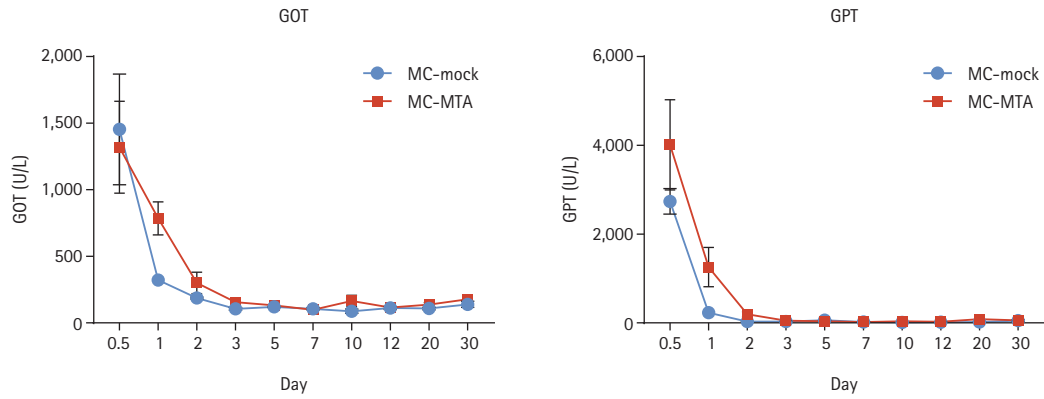 GOT
2,000
1,500
1,000
500
0
GOT (U/L)
MC-mock
MC-MTA
0.5 1 2 3 5 7 10 12 20 30
Day
GPT
6,000
4,000
2,000
0
GPT (U/L)
MC-mock
MC-MTA
0.5 1 2 3 5 7 10 12 20 30
Day